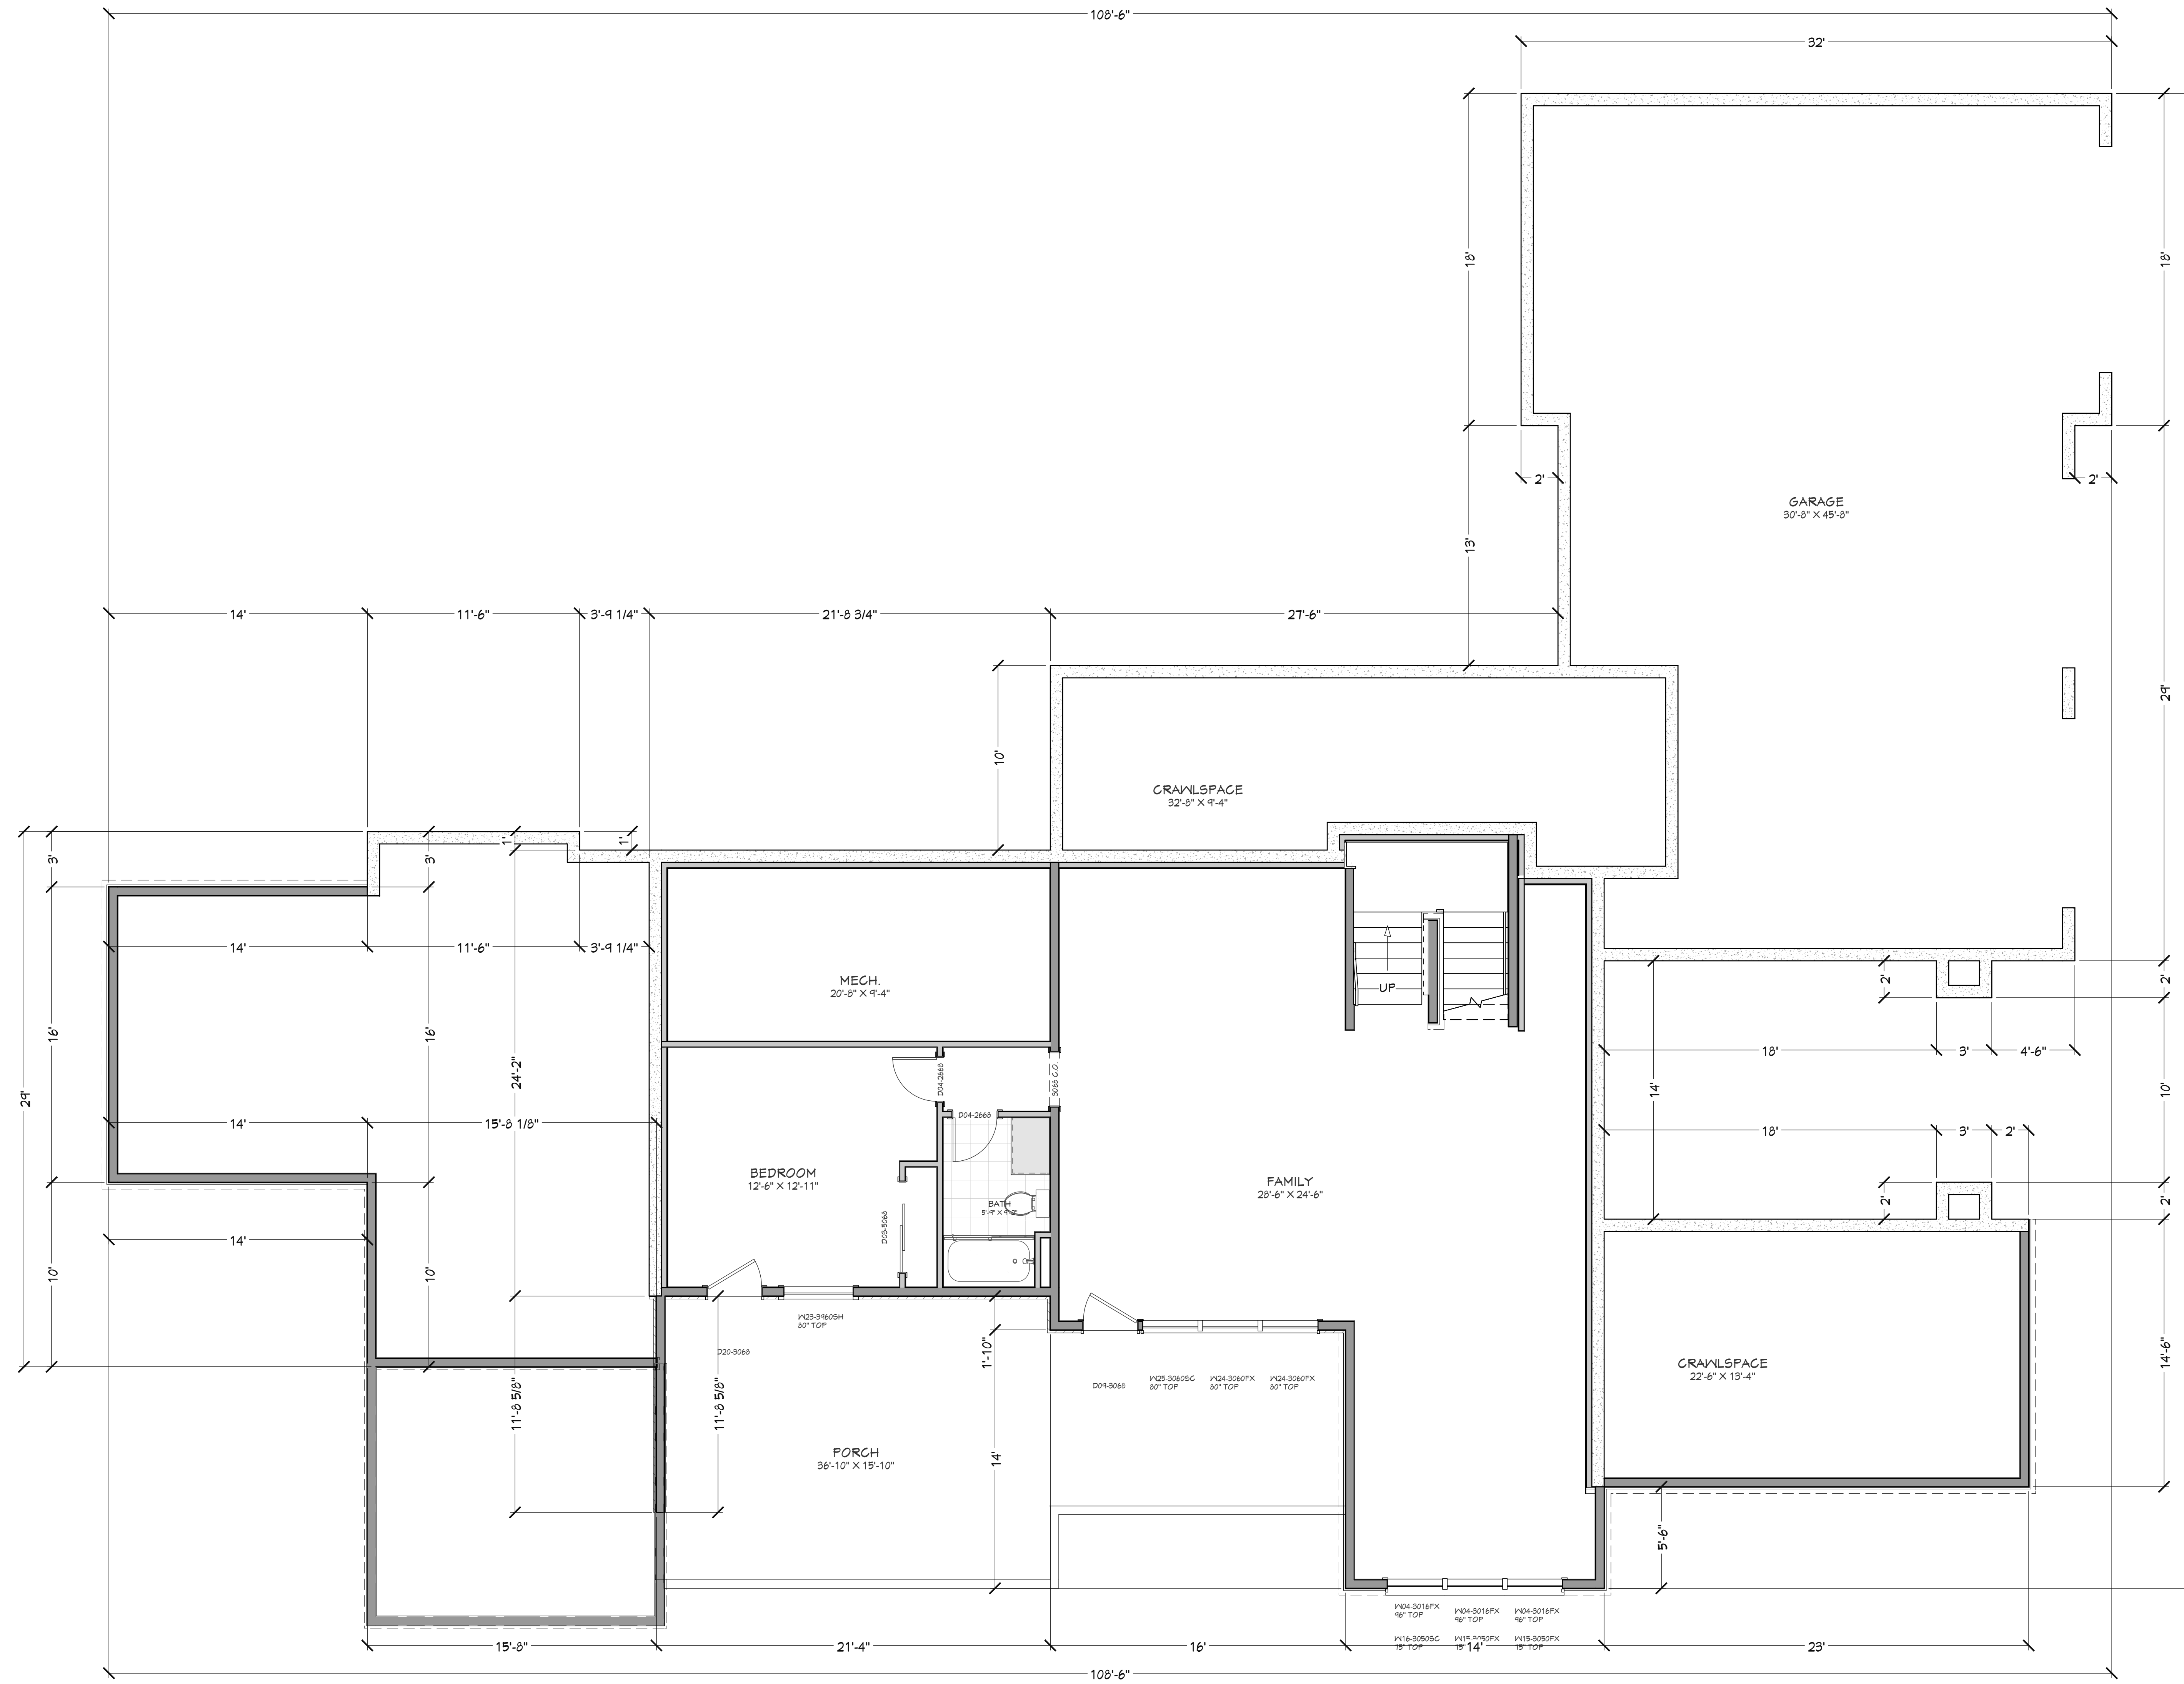 108'-6"
32'
18'
18'
2'
2'
GARAGE
30'-8" X 45'-8"
13'
14'
11'-6"
3'-9 1/4"
21'-8 3/4"
27'-6"
29'
10'
CRAWLSPACE
32'-8" X 9'-4"
3'
3'
1'
1'
14'
11'-6"
3'-9 1/4"
MECH.
20'-8" X 9'-4"
UP
2'
2'
16'
16'
24'-2"
29'
18'
3'
4'-6"
D04-2668
3068 C.O.
14'
10'
D04-2668
14'
15'-8 1/8"
18'
3'
2'
BEDROOM
12'-6" X 12'-11"
FAMILY
28'-6" X 24'-6"
BATH
2'
2'
D03-5068
14'
10'
10'
W23-3960SH
80" TOP
D20-3068
1'-10"
CRAWLSPACE
22'-6" X 13'-4"
14'-6"
D09-3068
W25-3060SC
80" TOP
W24-3060FX
80" TOP
W24-3060FX
80" TOP
11'-8 5/8"
11'-8 5/8"
PORCH
36'-10" X 15'-10"
14'
5'-6"
W04-3016FX
96" TOP
W04-3016FX
96" TOP
W04-3016FX
96" TOP
W16-3050SC
75" TOP
W15-3050FX
W15-3050FX
75" TOP
15'-8"
21'-4"
16'
14'
23'
108'-6"